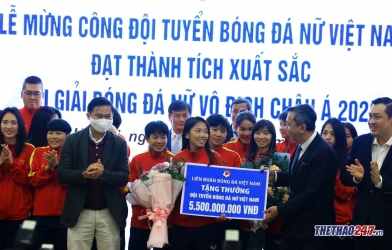 LỄ MỪNG CÔNG ĐỘI TUYỂN BÓNG ĐÁ NỮ VIỆT NA
ĐẠT THÀNH TÍCH XUẤT SẮC
I GIẢI BÓNG ĐÁ NỮ VÔ ĐỊCH CHÂU Á 202
LIÊN ĐOÀN BÓNG ĐÁ VIỆT NAM
TẶNG THƯỞNG
ĐỘI TUYỂN BÓNG ĐÁ NỮ VIỆT NAM
5.500.000.000 VNĐ
THETHAO247.vn